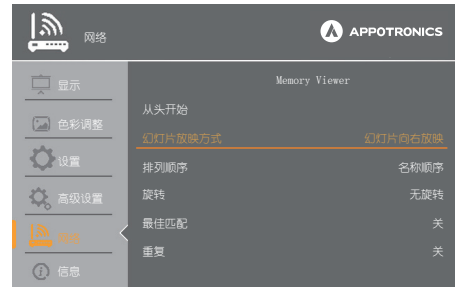 网络
APPOTRONICS
显示
色彩调整
设置
高级设置
网络
信息
Memory Viewer
从头开始
幻灯片放映方式 幻灯片向右放映
排列顺序 名称顺序
旋转 无旋转
最佳匹配 关
重复 关